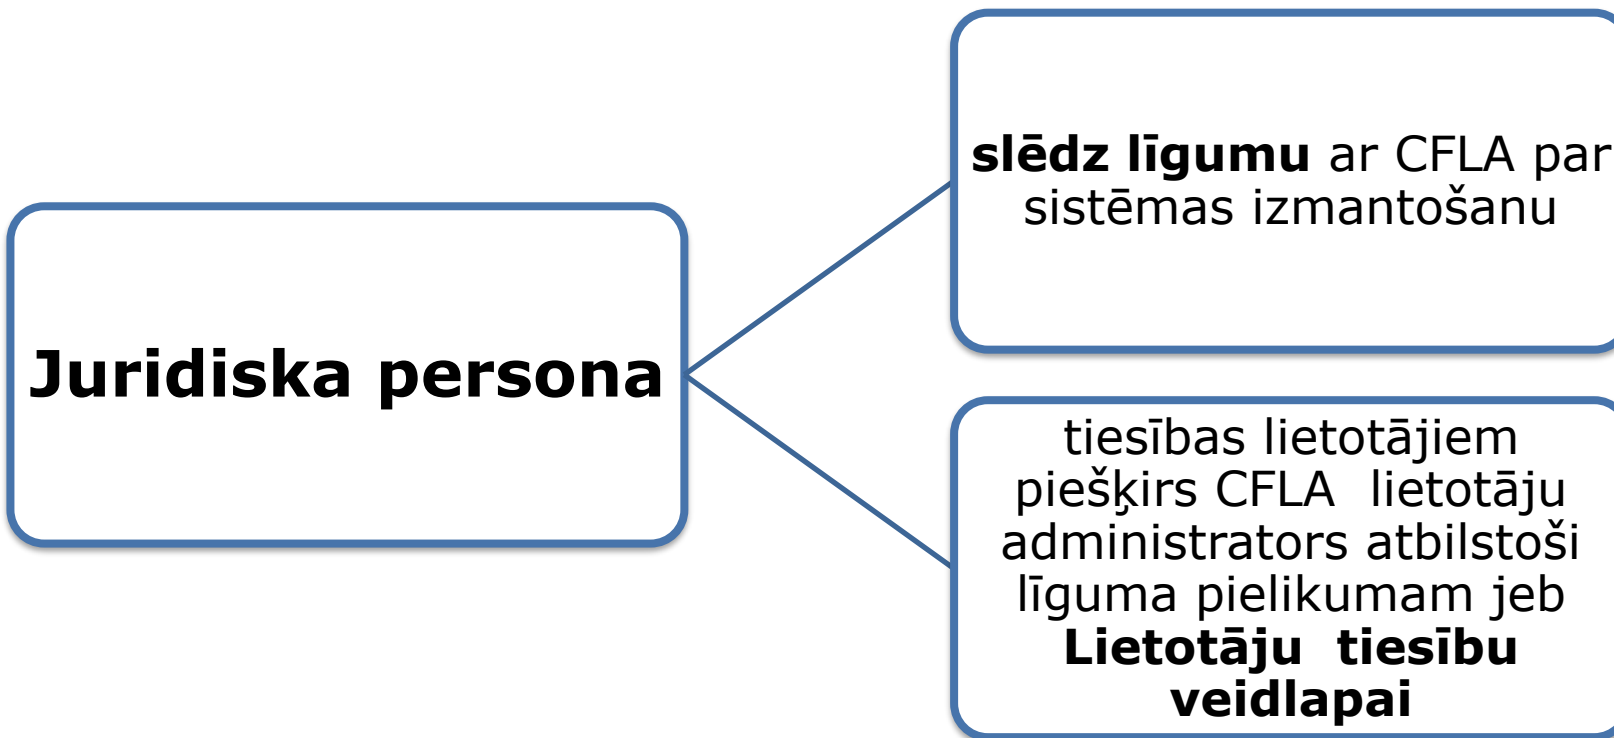 Juridiska persona
slēdz līgumu ar CFLA par
sistēmas izmantošanu
tiesības lietotājiem
piešķirs CFLA  lietotāju
administrators atbilstoši
līguma pielikumam jeb
Lietotāju  tiesību
veidlapai